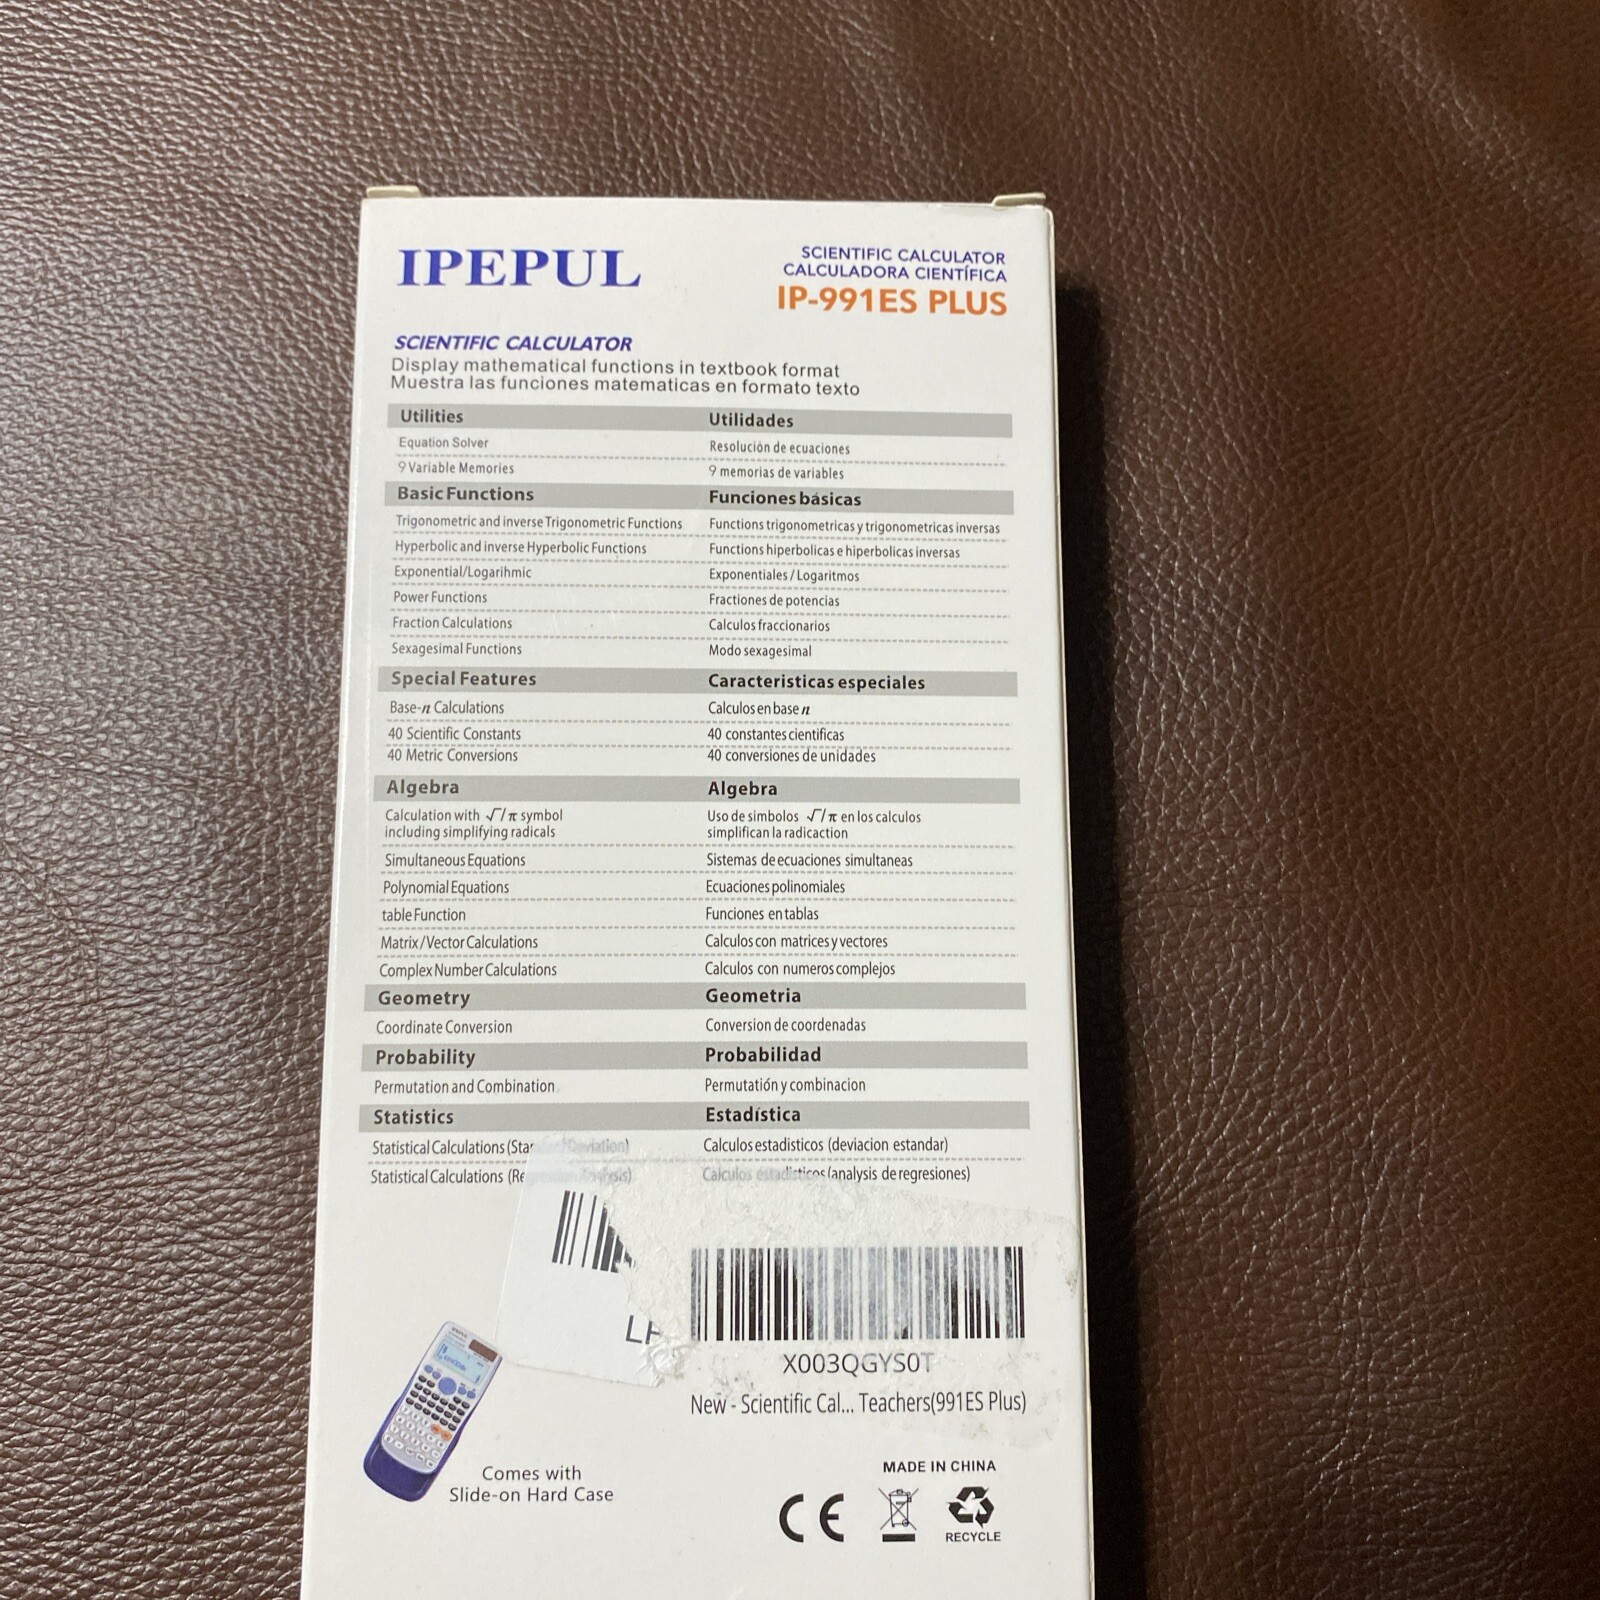 IPEPUL
SCIENTIFIC CALCULATOR
CALCULADORA CIENTÍFICA
IP-991ES PLUS
SCIENTIFIC CALCULATOR
Display mathematical functions in textbook format
Muestra las funciones matematicas en formato texto
Utilities Utilidades
Equation Solver Resolución de ecuaciones
9 Variable Memories 9 memorias de variables
Basic Functions Funciones básicas
Trigonometric and inverse Trigonometric Functions Functions trigonometricas y trigonometricas inversas
Hyperbolic and inverse Hyperbolic Functions Functions hiperbolicas e hiperbolicas inversas
Exponential/Logarihmic Exponentiales / Logaritmos
Power Functions Fractiones de potencias
Fraction Calculations Calculos fraccionarios
Sexagesimal Functions Modo sexagesimal
Special Features Caracteristicas especiales
Base-n Calculations Calculos en base n
40 Scientific Constants 40 constantes cientificas
40 Metric Conversions 40 conversiones de unidades
Algebra Algebra
Calculation with √/π symbol Uso de simbolos √/π en los calculos
including simplifying radicals simplifican la radicaction
Simultaneous Equations Sistemas de ecuaciones simultaneas
Polynomial Equations Ecuaciones polinomiales
table Function Funciones en tablas
Matrix/Vector Calculations Calculos con matrices y vectores
Complex Number Calculations Calculos con numeros complejos
Geometry Geometria
Coordinate Conversion Conversion de coordenadas
Probability Probabilidad
Permutation and Combination Permutatión y combinacion
Statistics Estadística
Statistical Calculations (Standard Deviation) Calculos estadisticos (deviacion estandar)
Statistical Calculations (Regression Analysis) Calculos estadisticos (analysis de regresiones)
X003QGYS0T
New - Scientific Cal... Teachers(991ES Plus)
Comes with
Slide-on Hard Case
MADE IN CHINA
CE
RECYCLE